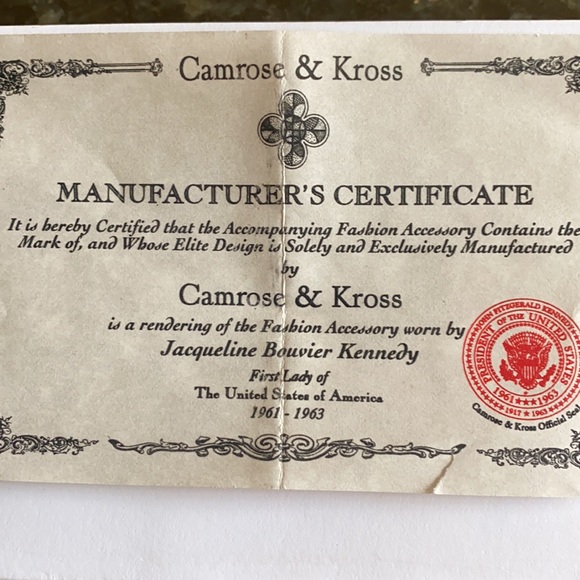 Camrose & Kross
MANUFACTURER'S CERTIFICATE
It is hereby Certified that the Accompanying Fashion Accessory Contains the
Mark of, and Whose Elite Design is Solely and Exclusively Manufactured
by
Camrose & Kross
is a rendering of the Fashion Accessory worn by
Jacqueline Bouvier Kennedy
First Lady of
The United States of America
1961 - 1963
JOHN FITZGERALD KENNEDY
PRESIDENT OF THE UNITED STATES
1961★★★1963
1917 ★ 1963
Camrose & Kross Official Seal